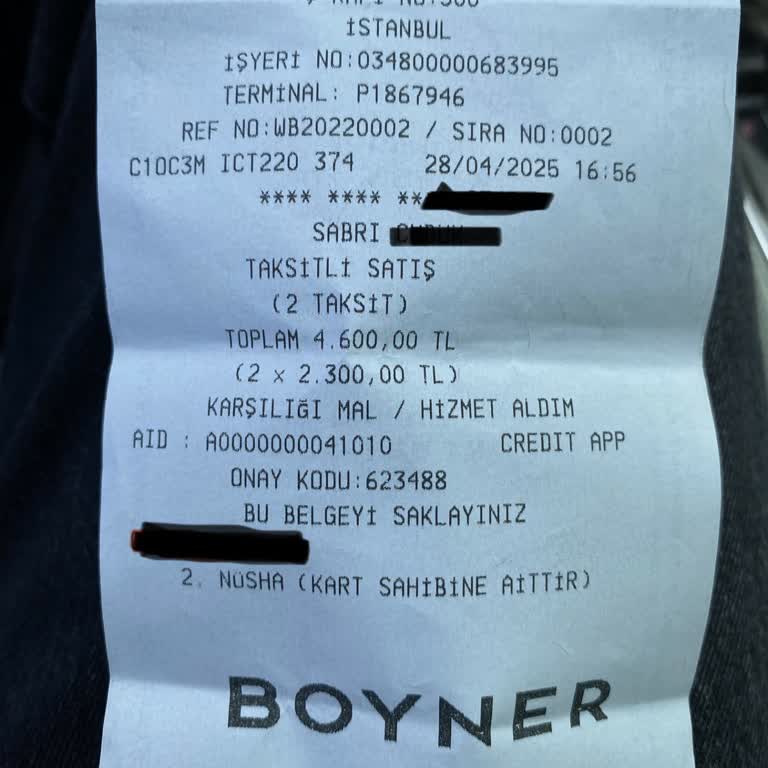 KAPI NO:300
İSTANBUL
İŞYERİ NO:034800000683995
TERMİNAL: P1867946
REF NO:WB20220002 / SIRA NO:0002
C10C3M ICT220 374 28/04/2025 16:56
**** **** **
SABRI
TAKSİTLİ SATIŞ
(2 TAKSİT)
TOPLAM 4.600,00 TL
(2 x 2.300,00 TL)
KARŞILIĞI MAL / HİZMET ALDIM
AID : A0000000041010 CREDIT APP
ONAY KODU:623488
BU BELGEYİ SAKLAYINIZ
2. NÜSHA (KART SAHİBİNE AİTTİR)
BOYNER